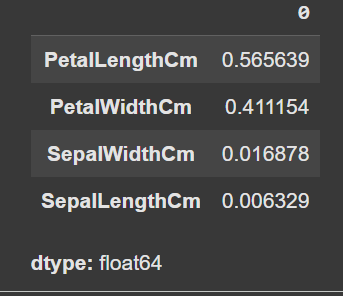 0
PetalLengthCm 0.565639
PetalWidthCm 0.411154
SepalWidthCm 0.016878
SepalLengthCm 0.006329
dtype: float64